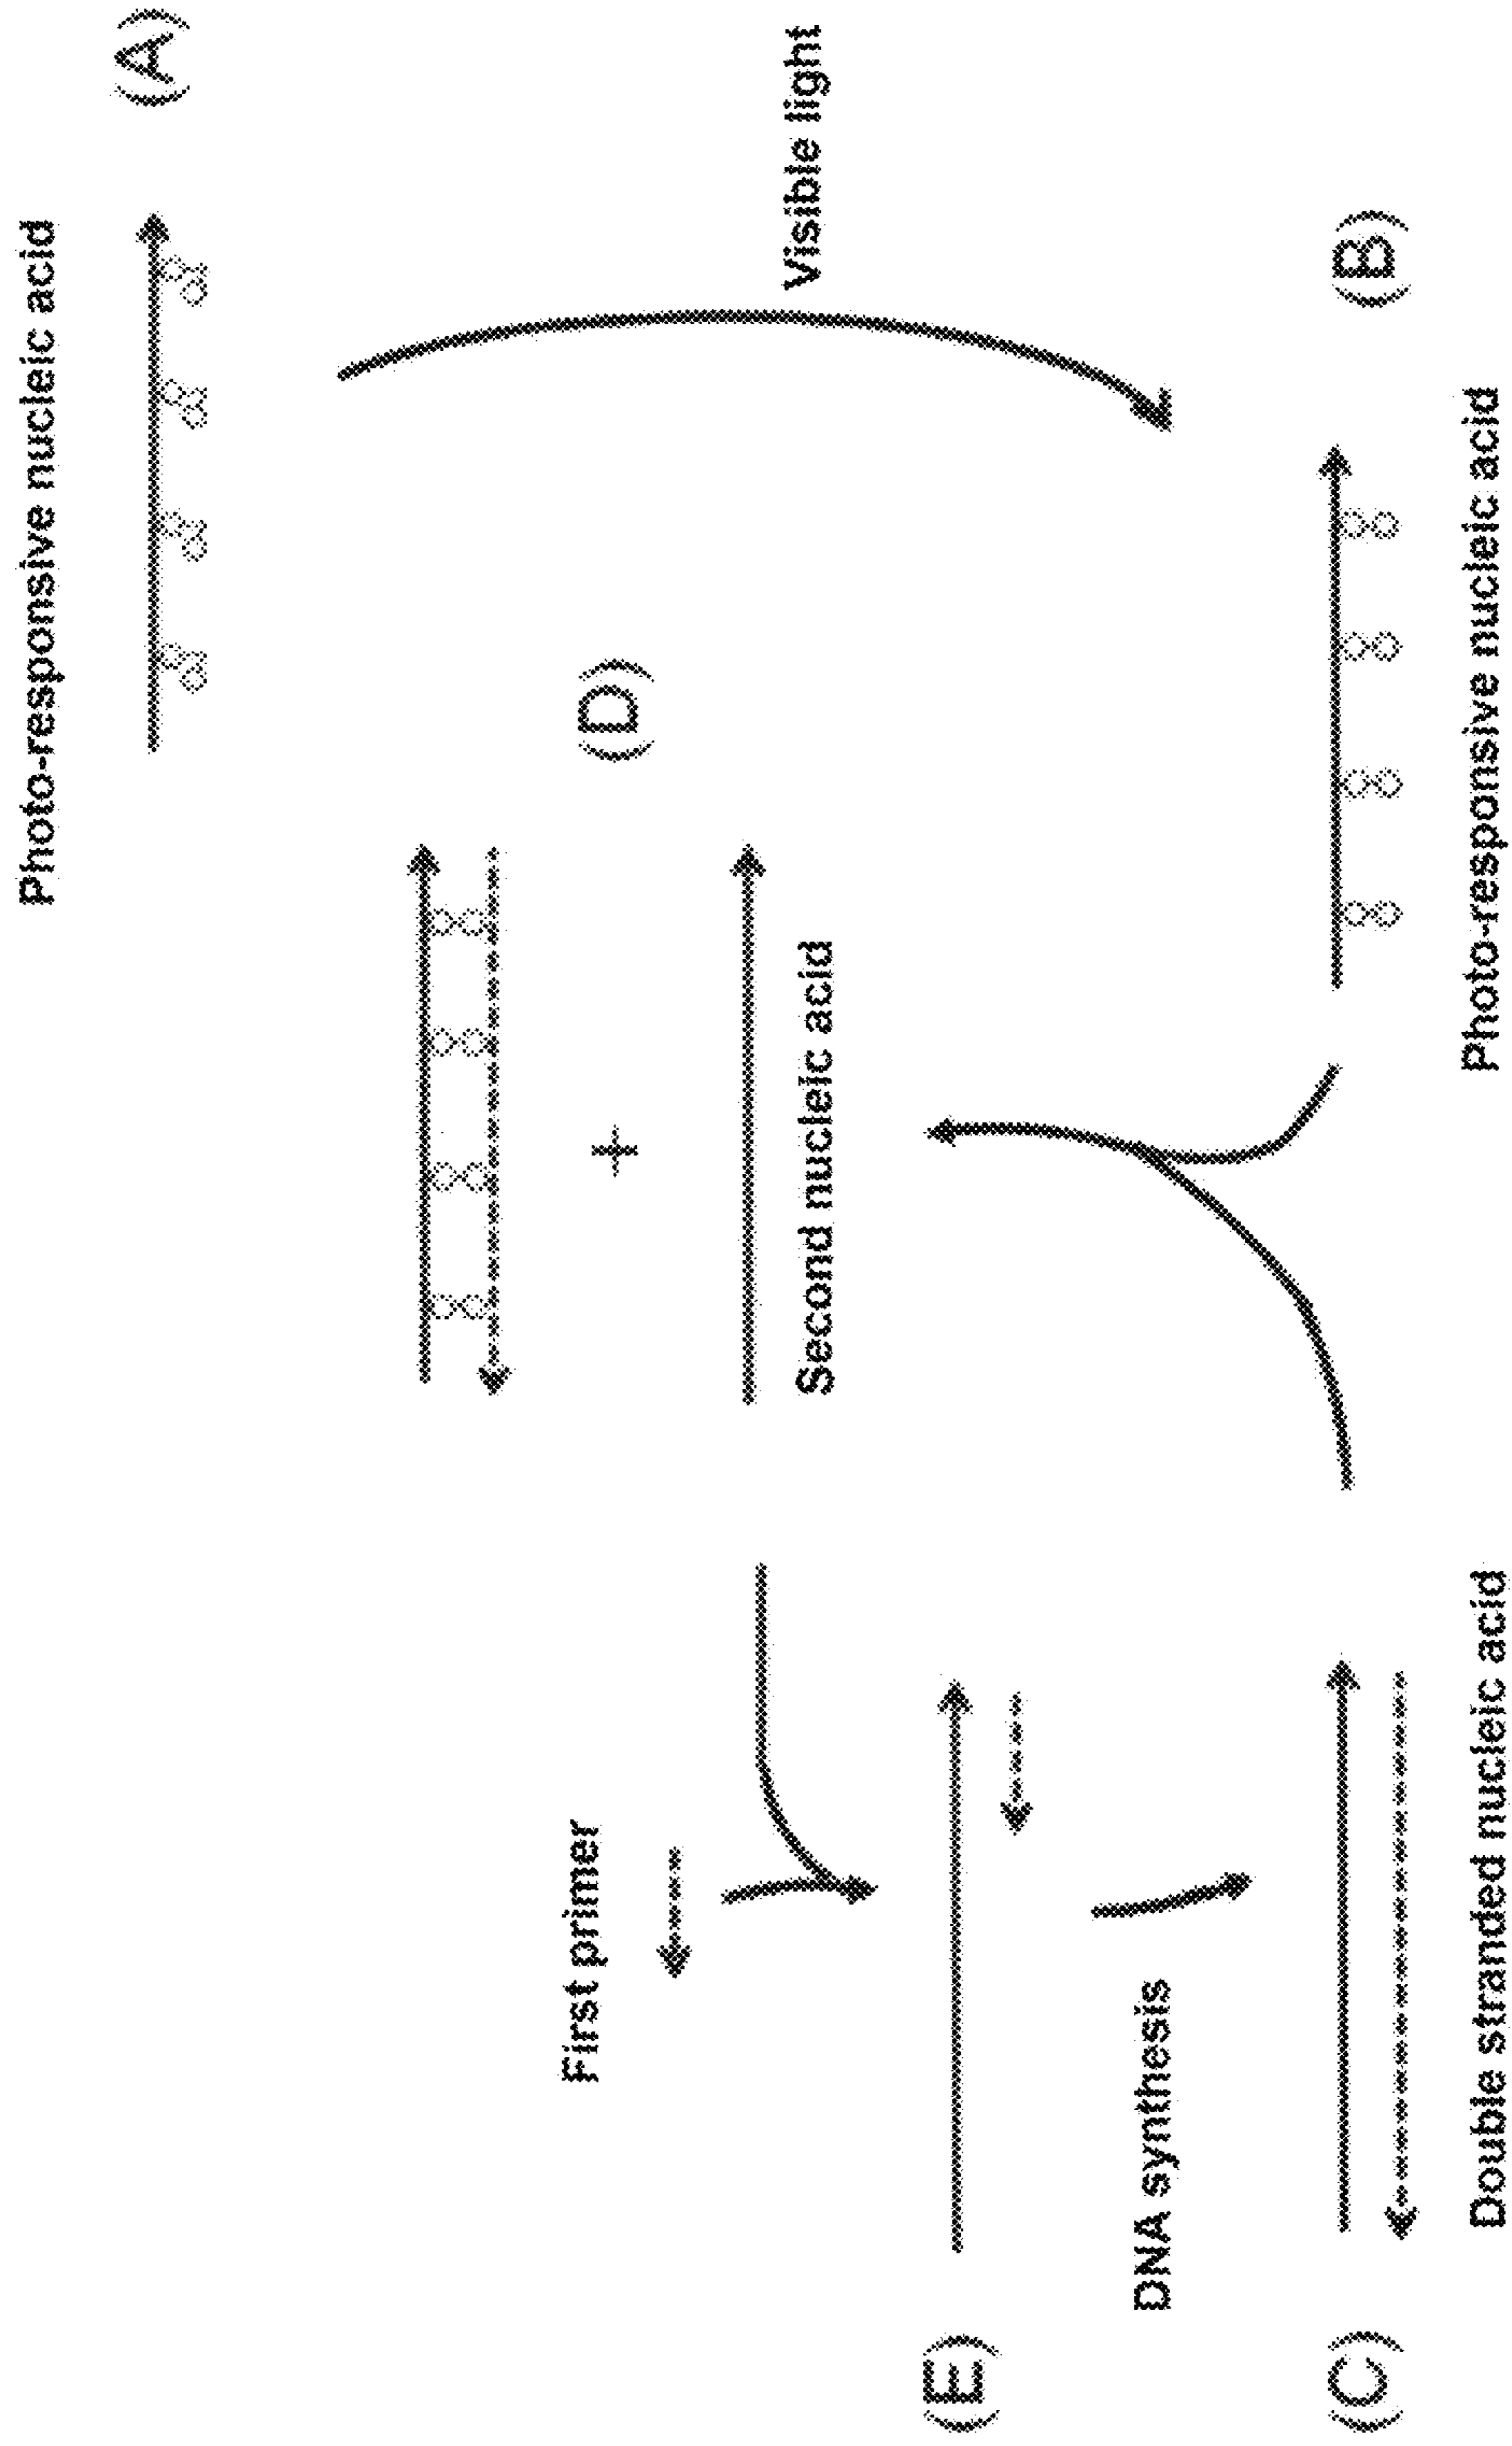 Photo-responsive nucleic acid
(A)
Visible light
(D)
+
Second nucleic acid
First primer
(E)
DNA synthesis
(C)
Double stranded nucleic acid
(B)
Photo-responsive nucleic acid